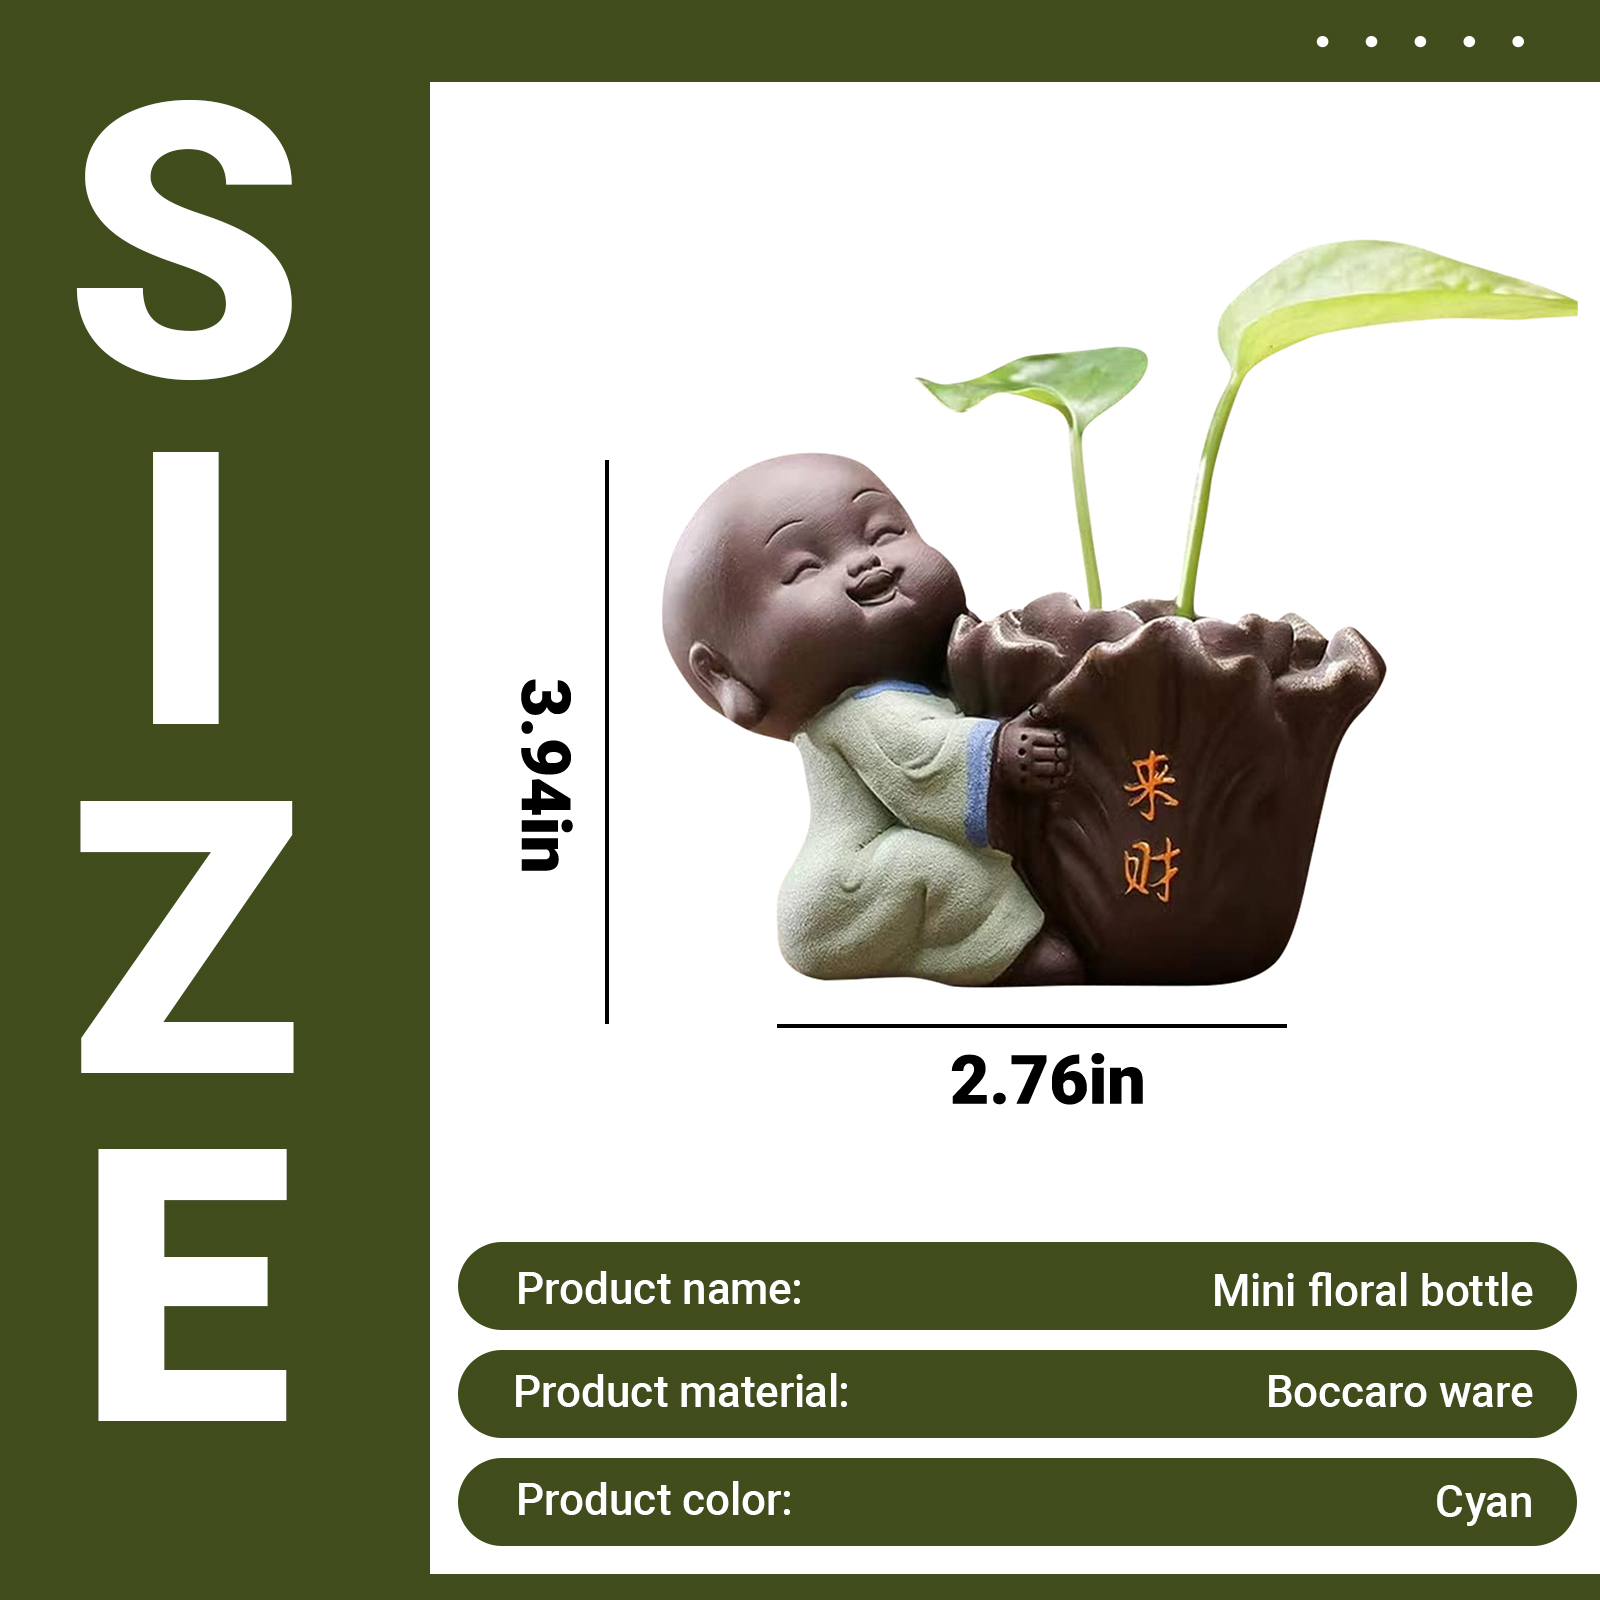 SIZE
3.94in
来
财
2.76in
Product name: Mini floral bottle
Product material: Boccaro ware
Product color: Cyan